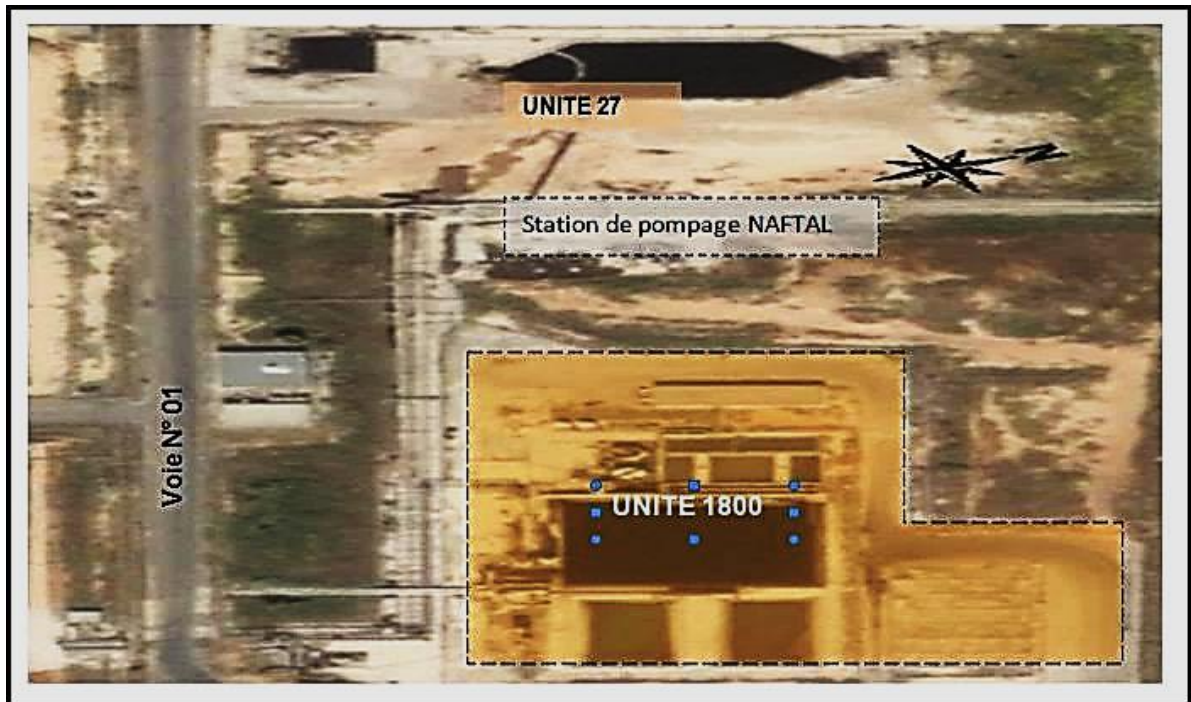 UNITE 27
N
Station de pompage NAFTAL
Voie N° 01
UNITE 1800